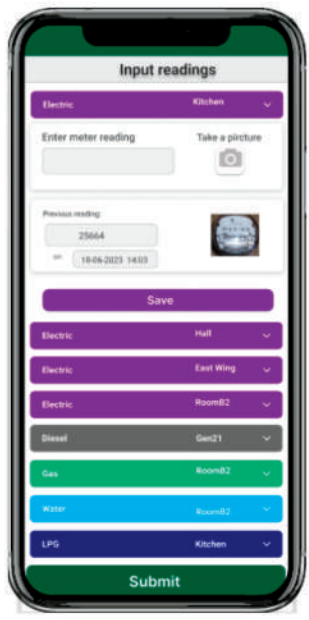 Input readings
Electric Kitchen
Enter meter reading Take a pircture
Previous reading:
25664
on 18-06-2023 14:03
Save
Electric Hall
Electric East Wing
Electric RoomB2
Diesel Gen21
Gas RoomB2
Water RoomB2
LPG Kitchen
Submit